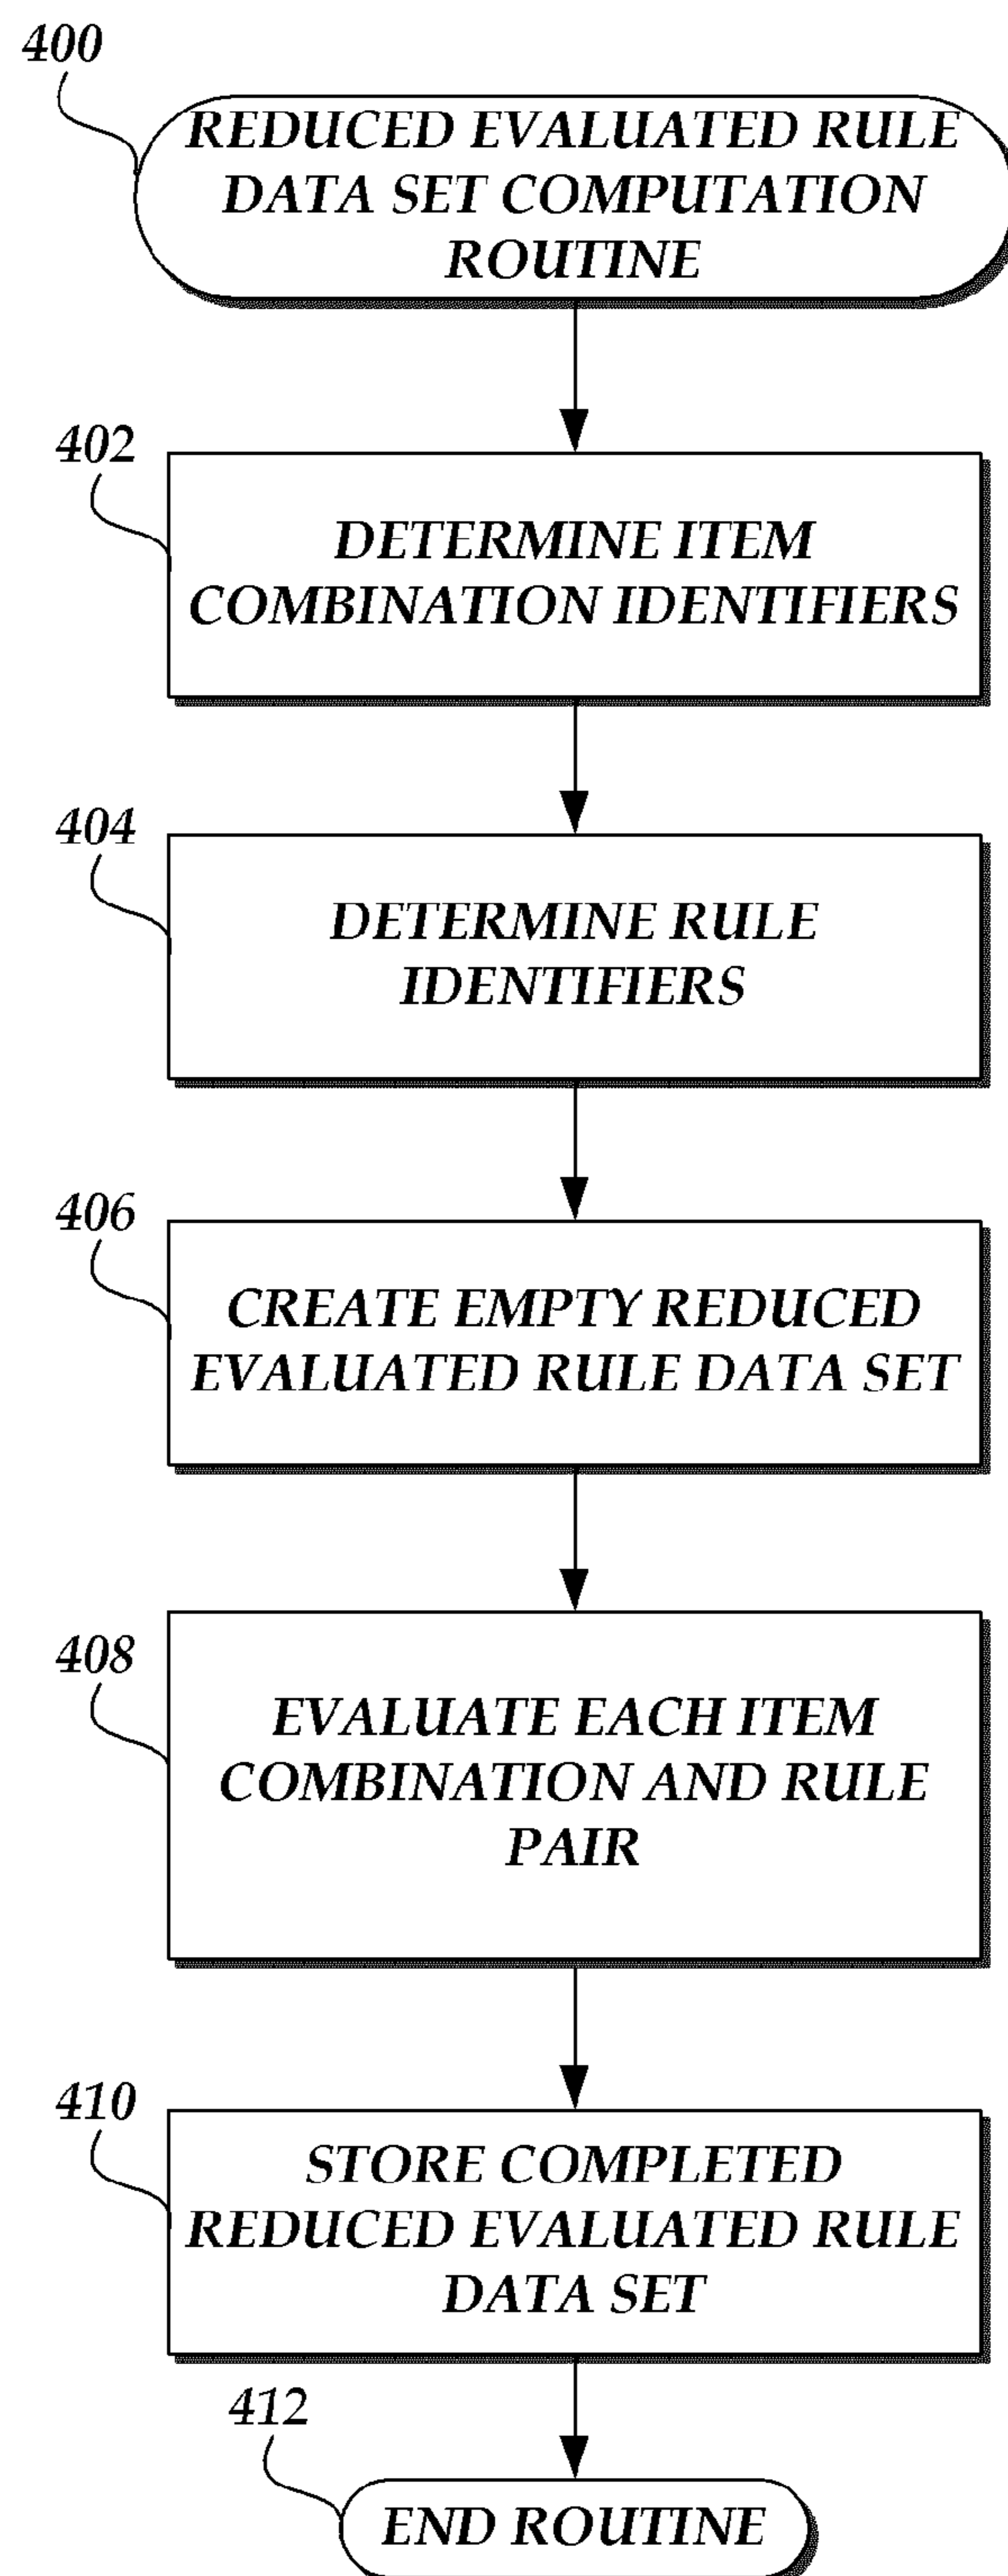 400
REDUCED EVALUATED RULE
DATA SET COMPUTATION
ROUTINE
402
DETERMINE ITEM
COMBINATION IDENTIFIERS
404
DETERMINE RULE
IDENTIFIERS
406
CREATE EMPTY REDUCED
EVALUATED RULE DATA SET
408
EVALUATE EACH ITEM
COMBINATION AND RULE
PAIR
410
STORE COMPLETED
REDUCED EVALUATED RULE
DATA SET
412
END ROUTINE